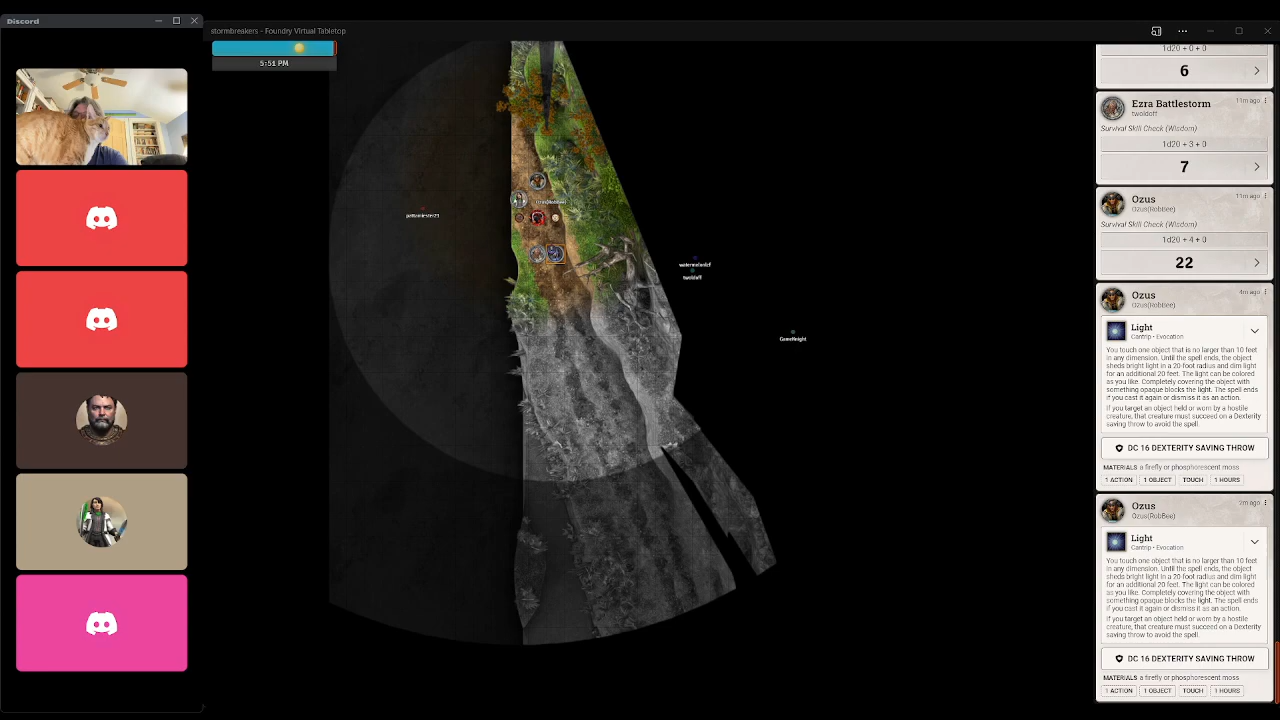 Discord
stormbreakers - Foundry Virtual Tabletop
5:51 PM
Ozus(RobBee)
watermelonlzf
twoldoff
GameKnight
1d20 + 0 + 0
6
Ezra Battlestorm
11m ago
twoldoff
Survival Skill Check (Wisdom)
1d20 + 3 + 0
7
Ozus
11m ago
Ozus(RobBee)
Survival Skill Check (Wisdom)
1d20 + 4 + 0
22
Ozus
4m ago
Ozus(RobBee)
Light
Cantrip • Evocation
You touch one object that is no larger than 10 feet
in any dimension. Until the spell ends, the object
sheds bright light in a 20-foot radius and dim light
for an additional 20 feet. The light can be colored
as you like. Completely covering the object with
something opaque blocks the light. The spell ends
if you cast it again or dismiss it as an action.
If you target an object held or worn by a hostile
creature, that creature must succeed on a Dexterity
saving throw to avoid the spell.
DC 16 DEXTERITY SAVING THROW
MATERIALS a firefly or phosphorescent moss
1 ACTION 1 OBJECT TOUCH 1 HOURS
Ozus
2m ago
Ozus(RobBee)
Light
Cantrip • Evocation
You touch one object that is no larger than 10 feet
in any dimension. Until the spell ends, the object
sheds bright light in a 20-foot radius and dim light
for an additional 20 feet. The light can be colored
as you like. Completely covering the object with
something opaque blocks the light. The spell ends
if you cast it again or dismiss it as an action.
If you target an object held or worn by a hostile
creature, that creature must succeed on a Dexterity
saving throw to avoid the spell.
DC 16 DEXTERITY SAVING THROW
MATERIALS a firefly or phosphorescent moss
1 ACTION 1 OBJECT TOUCH 1 HOURS